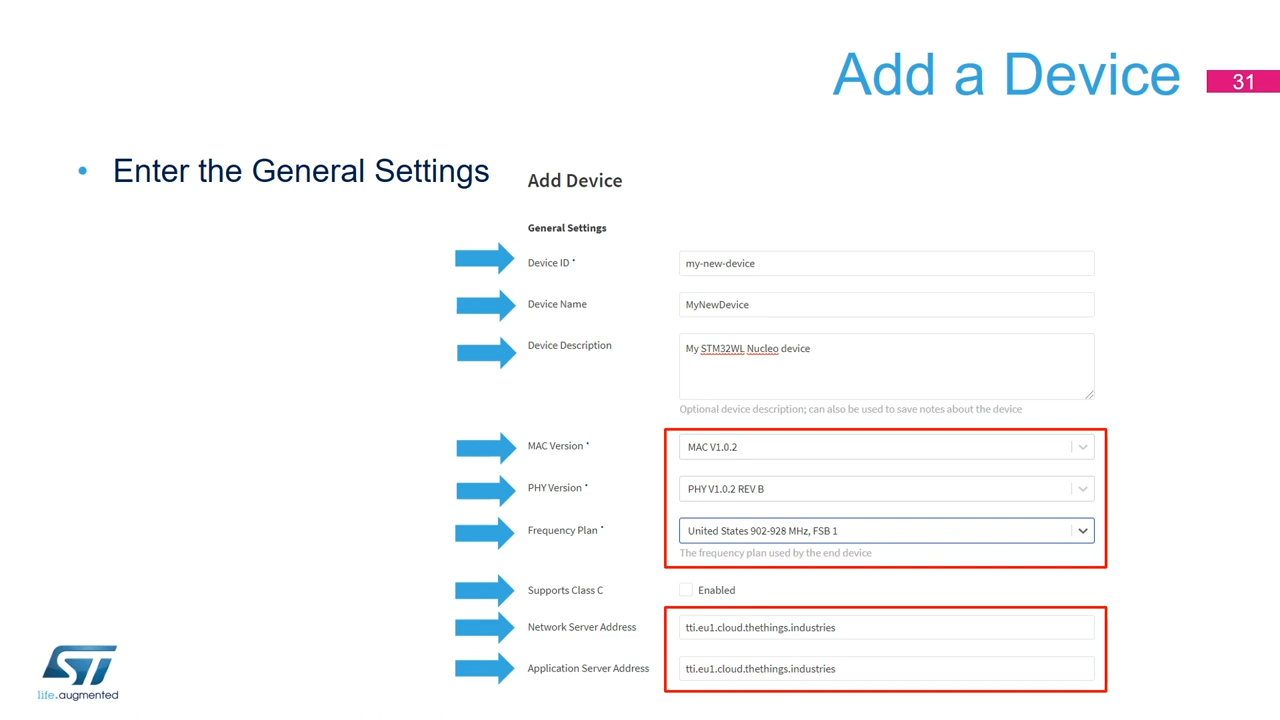 Add a Device
31
• Enter the General Settings
Add Device
General Settings
Device ID *
my-new-device
Device Name
MyNewDevice
Device Description
My STM32WL Nucleo device
Optional device description; can also be used to save notes about the device
MAC Version *
MAC V1.0.2
PHY Version *
PHY V1.0.2 REV B
Frequency Plan *
United States 902-928 MHz, FSB 1
The frequency plan used by the end device
Supports Class C
Enabled
Network Server Address
tti.eu1.cloud.thethings.industries
Application Server Address
tti.eu1.cloud.thethings.industries
ST
life.augmented